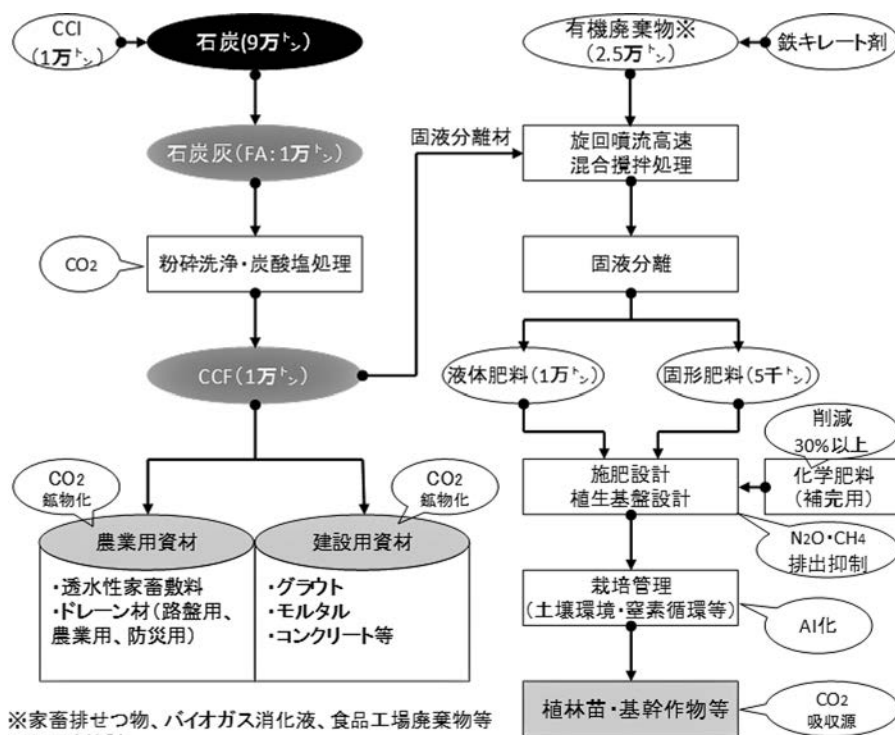 CCI
(1万㌧)
石炭(9万㌧)
石炭灰(FA:1万㌧)
CO2
粉砕洗浄・炭酸塩処理
CCF(1万㌧)
CO2
鉱物化
CO2
鉱物化
農業用資材
建設用資材
・透水性家畜敷料
・ドレーン材(路盤用、
農業用、防災用)
・グラウト
・モルタル
・コンクリート等
※家畜排せつ物、バイオガス消化液、食品工場廃棄物等
固液分離材
有機廃棄物※
(2.5万㌧)
鉄キレート剤
旋回噴流高速
混合攪拌処理
固液分離
液体肥料(1万㌧)
固形肥料(5千㌧)
削減
30%以上
施肥設計
植生基盤設計
化学肥料
(補完用)
N2O・CH4
排出抑制
栽培管理
(土壌環境・窒素循環等)
AI化
植林苗・基幹作物等
CO2
吸収源